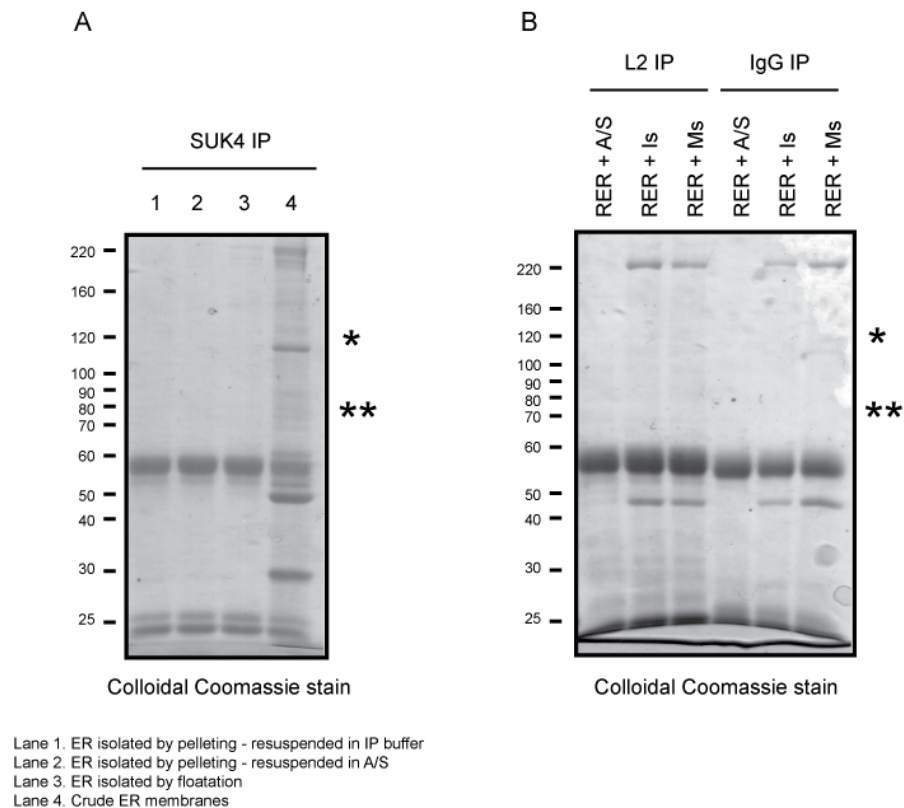 A
SUK4 IP
1 2 3 4
220
160
120
100
90
80
70
60
50
40
30
25
*
**
Colloidal Coomassie stain
Lane 1. ER isolated by pelleting - resuspended in IP buffer
Lane 2. ER isolated by pelleting - resuspended in A/S
Lane 3. ER isolated by floatation
Lane 4. Crude ER membranes
B
L2 IP IgG IP
RER + A/S
RER + Is
RER + Ms
RER + A/S
RER + Is
RER + Ms
220
160
120
100
90
80
70
60
50
40
30
25
*
**
Colloidal Coomassie stain